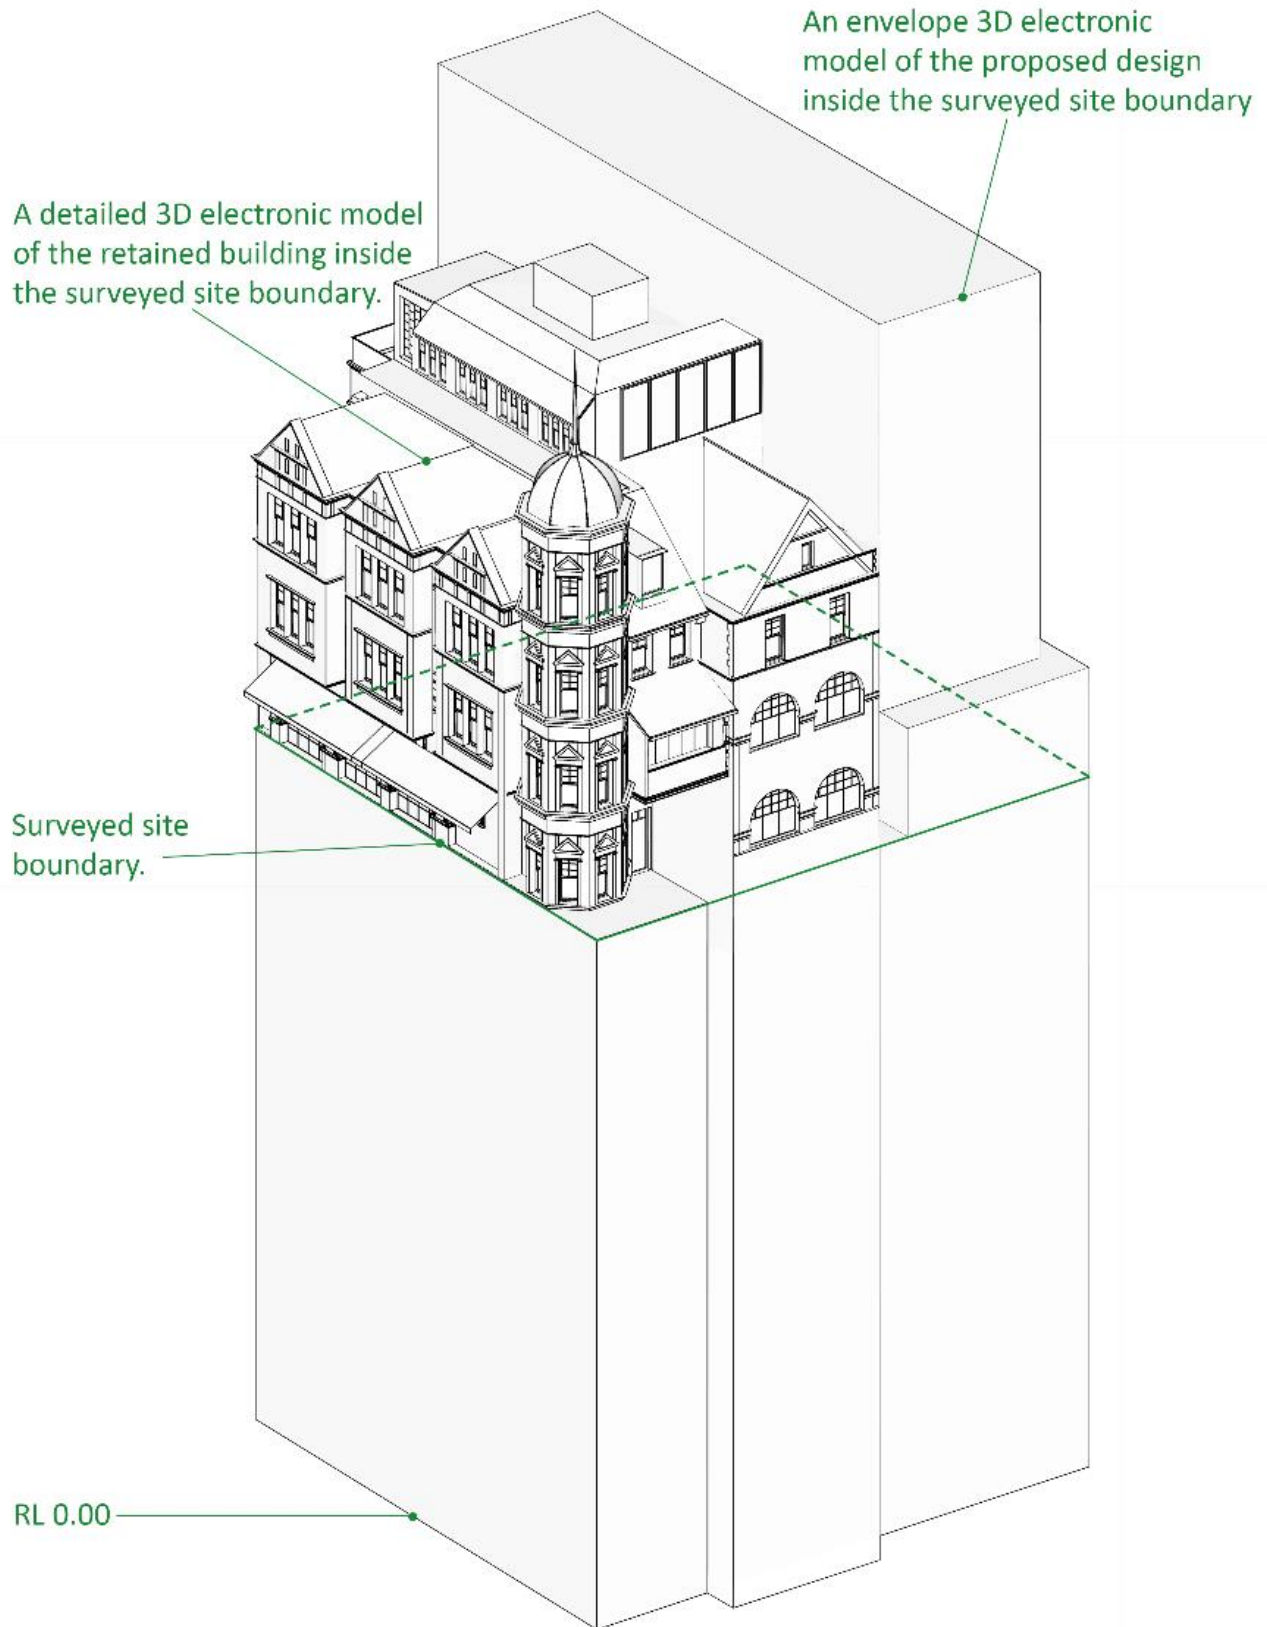 An envelope 3D electronic
model of the proposed design
inside the surveyed site boundary
A detailed 3D electronic model
of the retained building inside
the surveyed site boundary.
Surveyed site
boundary.
RL 0.00